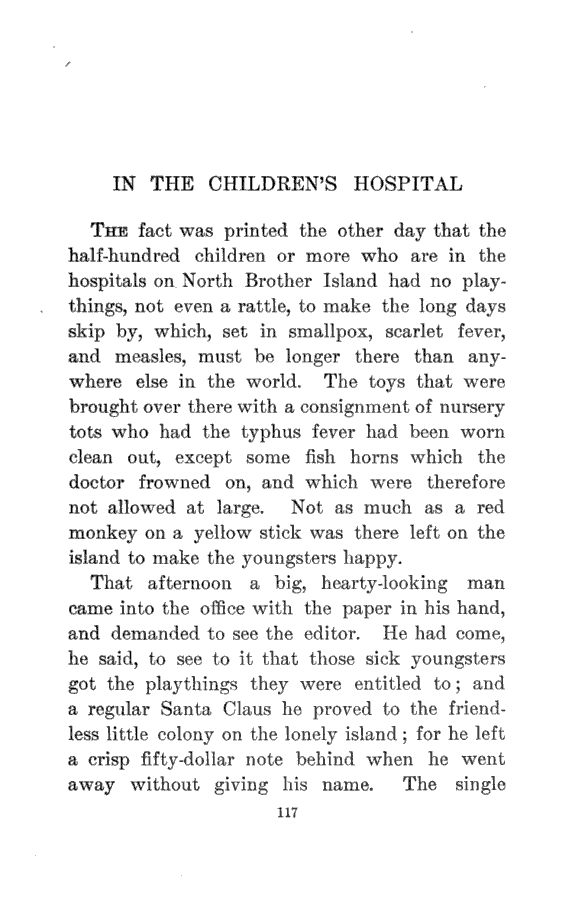 IN THE CHILDREN'S HOSPITAL
THE fact was printed the other day that the
half-hundred children or more who are in the
hospitals on North Brother Island had no play-
things, not even a rattle, to make the long days
skip by, which, set in smallpox, scarlet fever,
and measles, must be longer there than any-
where else in the world. The toys that were
brought over there with a consignment of nursery
tots who had the typhus fever had been worn
clean out, except some fish horns which the
doctor frowned on, and which were therefore
not allowed at large. Not as much as a red
monkey on a yellow stick was there left on the
island to make the youngsters happy.
That afternoon a big, hearty-looking man
came into the office with the paper in his hand,
and demanded to see the editor. He had come,
he said, to see to it that those sick youngsters
got the playthings they were entitled to; and
a regular Santa Claus he proved to the friend-
less little colony on the lonely island; for he left
a crisp fifty-dollar note behind when he went
away without giving his name. The single
117